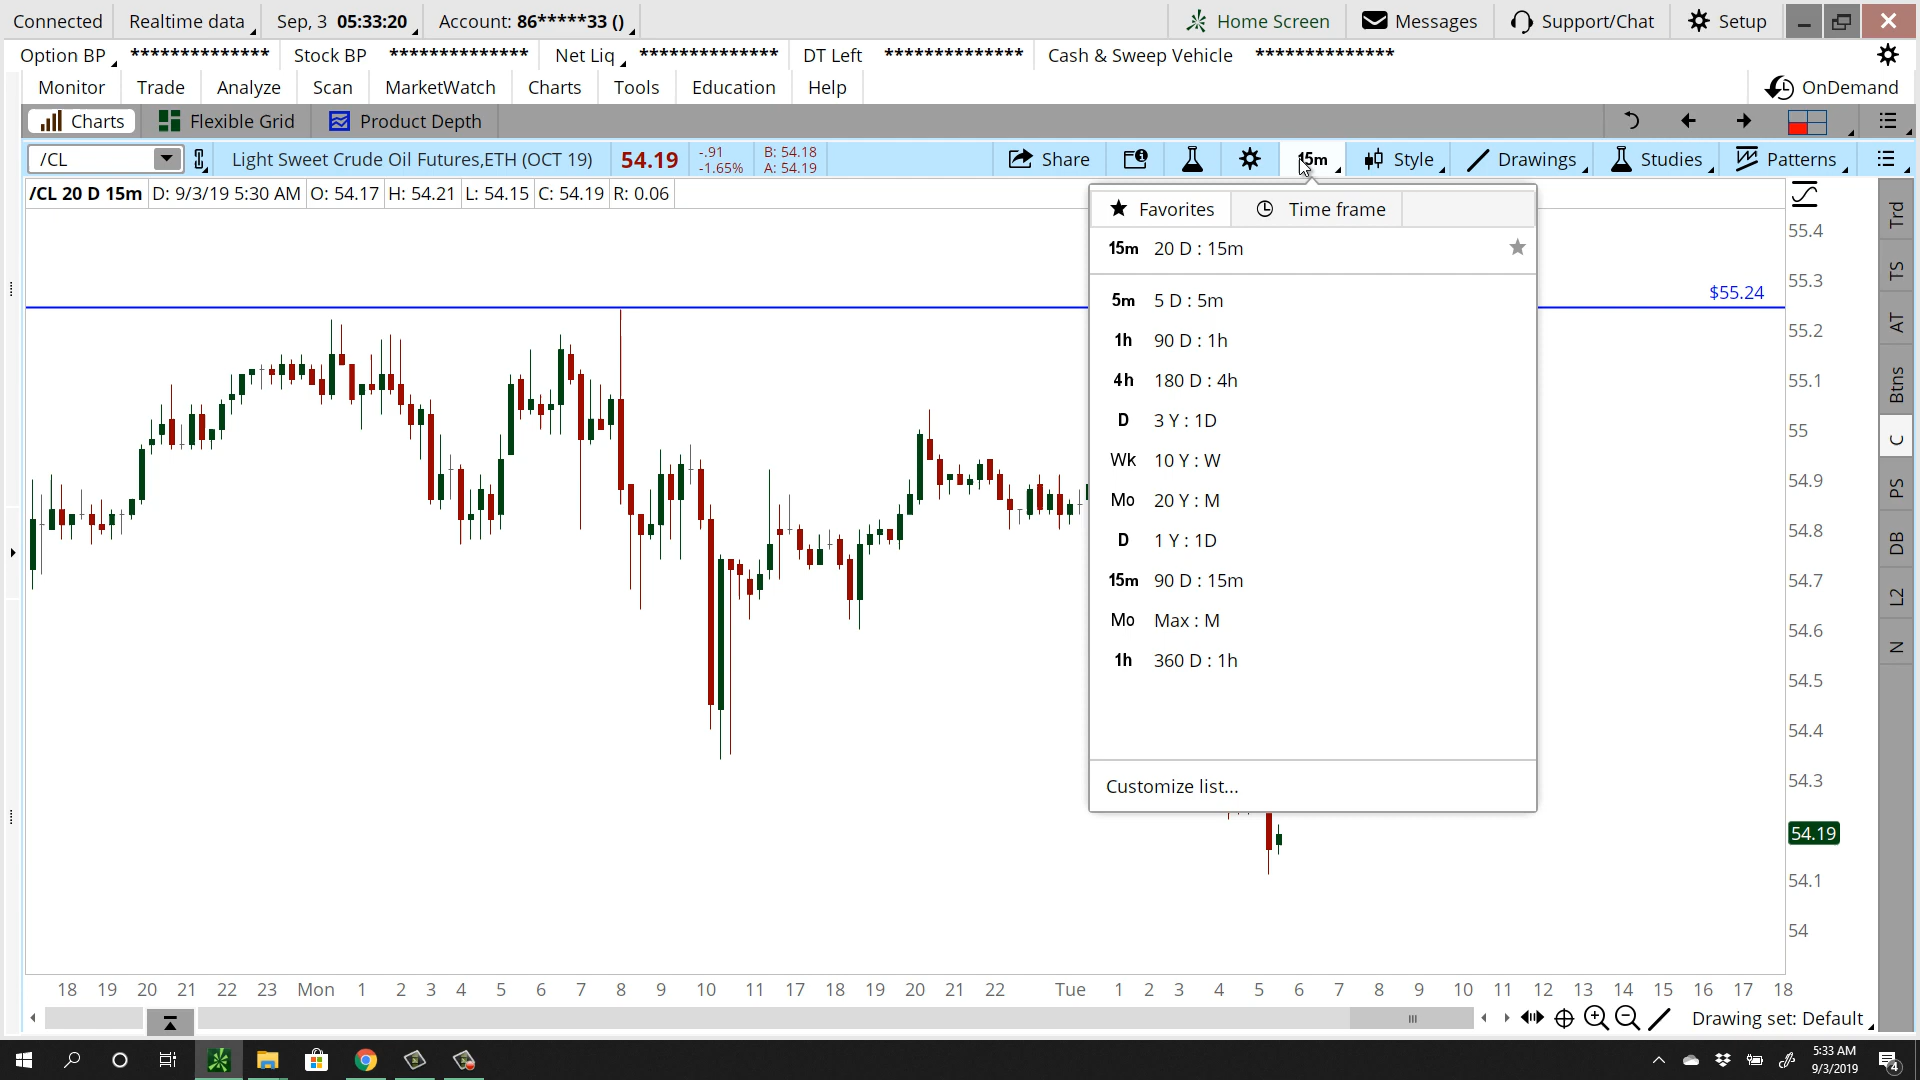 Connected Realtime data Sep, 3 05:33:20 Account: 86*****33 () Home Screen Messages Support/Chat Setup
Option BP ************** Stock BP ************** Net Liq ************** DT Left ************** Cash & Sweep Vehicle **************
Monitor Trade Analyze Scan MarketWatch Charts Tools Education Help OnDemand
Charts Flexible Grid Product Depth
/CL Light Sweet Crude Oil Futures,ETH (OCT 19) 54.19 -.91 B: 54.18 Share 15m Style Drawings Studies Patterns
-1.65% A: 54.19
/CL 20 D 15m D: 9/3/19 5:30 AM O: 54.17 H: 54.21 L: 54.15 C: 54.19 R: 0.06
Favorites Time frame
15m 20 D : 15m
5m 5 D : 5m
1h 90 D : 1h
4h 180 D : 4h
D 3 Y : 1D
Wk 10 Y : W
Mo 20 Y : M
D 1 Y : 1D
15m 90 D : 15m
Mo Max : M
1h 360 D : 1h
Customize list...
$55.24
55.4
55.3
55.2
55.1
55
54.9
54.8
54.7
54.6
54.5
54.4
54.3
54.19
54.1
54
Trd
TS
AT
Btns
C
PS
DB
L2
N
18 19 20 21 22 23 Mon 1 2 3 4 5 6 7 8 9 10 11 17 18 19 20 21 22 Tue 1 2 3 4 5 6 7 8 9 10 11 12 13 14 15 16 17 18
Drawing set: Default
5:33 AM
9/3/2019
4